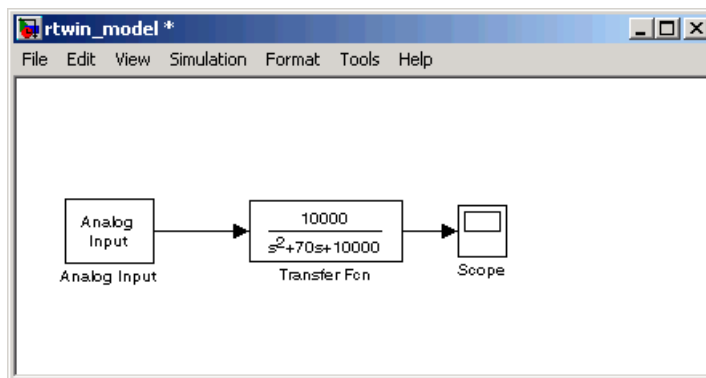 rtwin_model *
File Edit View Simulation Format Tools Help
Analog
Input
Analog Input
10000
s²+70s+10000
Transfer Fcn
Scope